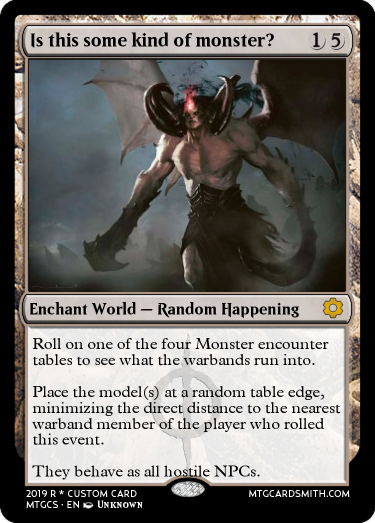 Is this some kind of monster? 1/5
Enchant World — Random Happening
Roll on one of the four Monster encounter
tables to see what the warbands run into.
Place the model(s) at a random table edge,
minimizing the direct distance to the nearest
warband member of the player who rolled
this event.
They behave as all hostile NPCs.
2019 R * CUSTOM CARD
MTGCS · EN UNKNOWN
MTGCARDSMITH.COM